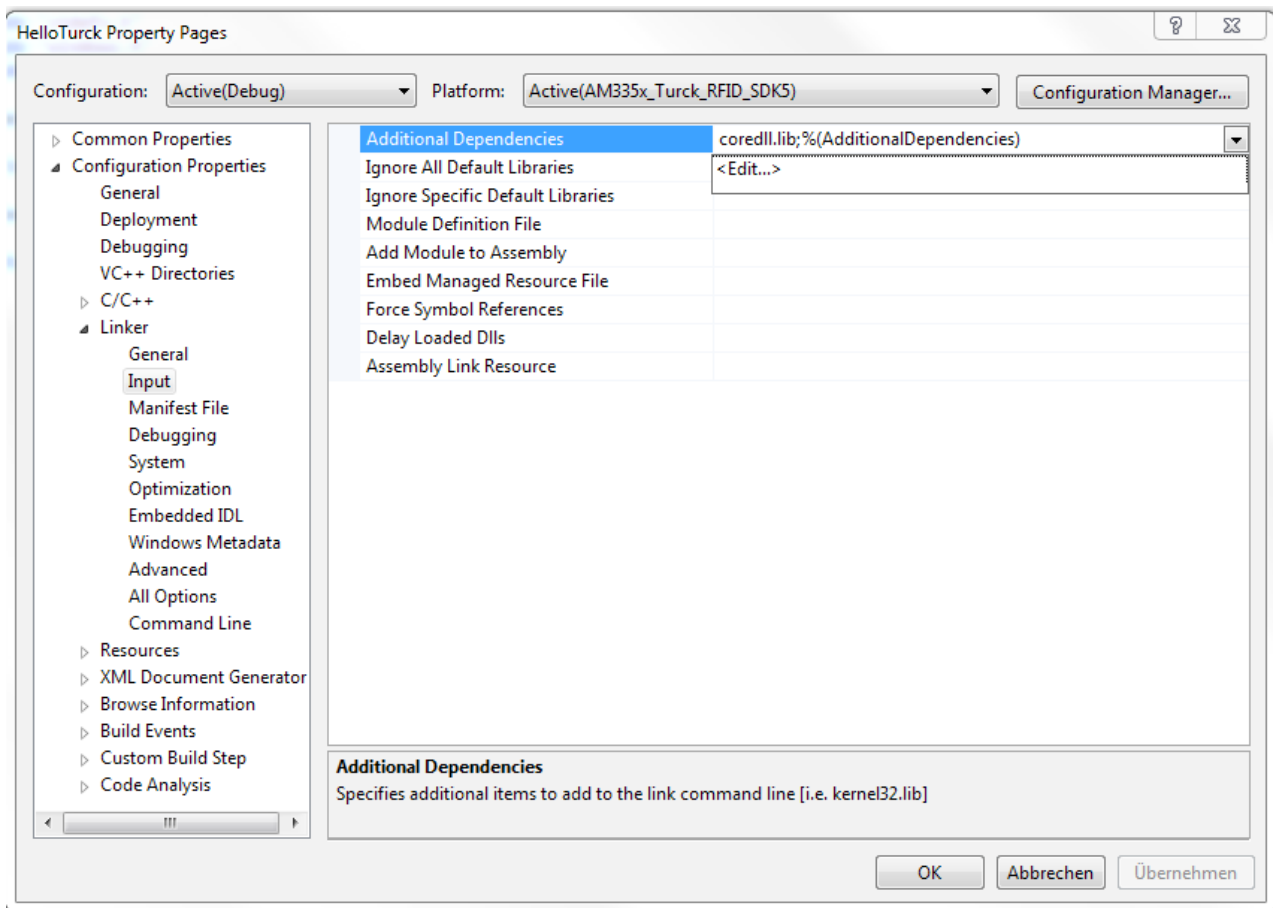 HelloTurck Property Pages
Configuration: Active(Debug) Platform: Active(AM335x_Turck_RFID_SDK5) Configuration Manager...
Common Properties
Configuration Properties
General
Deployment
Debugging
VC++ Directories
C/C++
Linker
General
Input
Manifest File
Debugging
System
Optimization
Embedded IDL
Windows Metadata
Advanced
All Options
Command Line
Resources
XML Document Generator
Browse Information
Build Events
Custom Build Step
Code Analysis
Additional Dependencies coredll.lib;%(AdditionalDependencies)
Ignore All Default Libraries <Edit...>
Ignore Specific Default Libraries
Module Definition File
Add Module to Assembly
Embed Managed Resource File
Force Symbol References
Delay Loaded Dlls
Assembly Link Resource
Additional Dependencies
Specifies additional items to add to the link command line [i.e. kernel32.lib]
OK Abbrechen Übernehmen